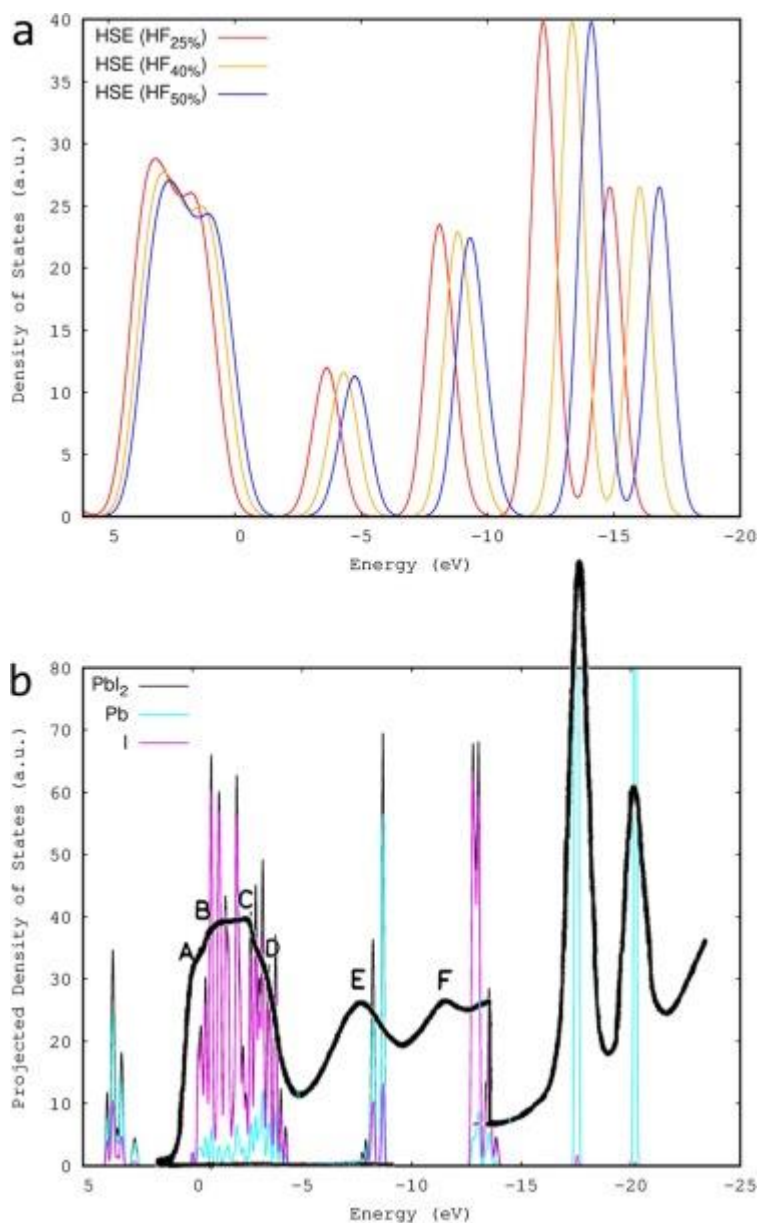 a
HSE (HF25%)
HSE (HF40%)
HSE (HF50%)
Density of States (a.u.)
40
35
30
25
20
15
10
5
0
5 0 -5 -10 -15 -20
Energy (eV)
b
PbI2
Pb
I
Projected Density of States (a.u.)
80
70
60
50
40
30
20
10
0
A
B
C
D
E
F
5 0 -5 -10 -15 -20 -25
Energy (eV)